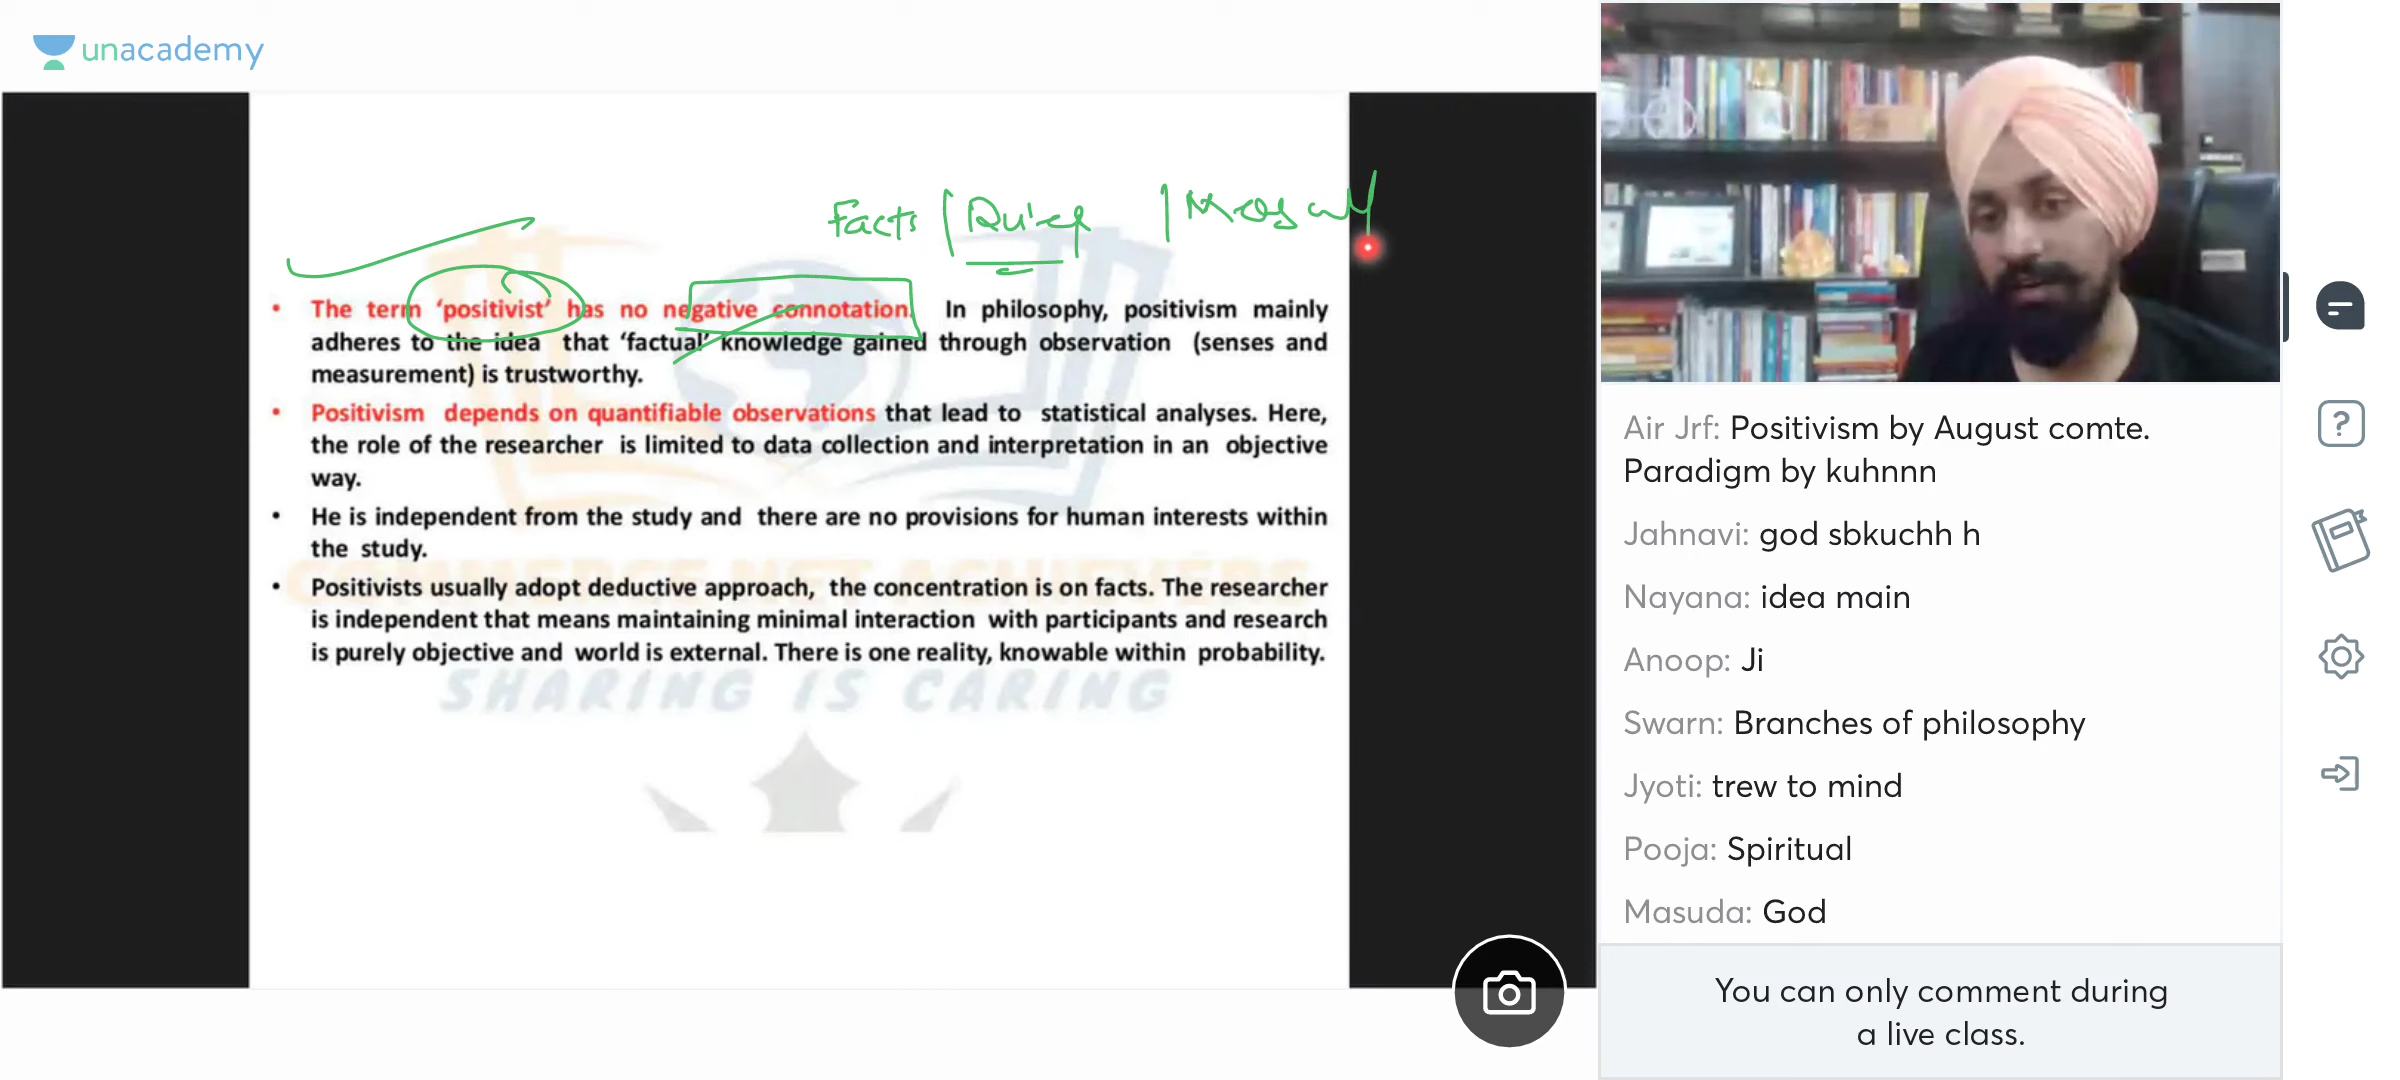 unacademy
Facts
• The term ‘positivist’ has no negative connotation. In philosophy, positivism mainly
adheres to the idea that ‘factual’ knowledge gained through observation (senses and
measurement) is trustworthy.
• Positivism depends on quantifiable observations that lead to statistical analyses. Here,
the role of the researcher is limited to data collection and interpretation in an objective
way.
• He is independent from the study and there are no provisions for human interests within
the study.
• Positivists usually adopt deductive approach, the concentration is on facts. The researcher
is independent that means maintaining minimal interaction with participants and research
is purely objective and world is external. There is one reality, knowable within probability.
COMMERCE NET ACHIEVERS
SHARING IS CARING
Air Jrf: Positivism by August comte.
Paradigm by kuhnnn
Jahnavi: god sbkuchh h
Nayana: idea main
Anoop: Ji
Swarn: Branches of philosophy
Jyoti: trew to mind
Pooja: Spiritual
Masuda: God
You can only comment during
a live class.